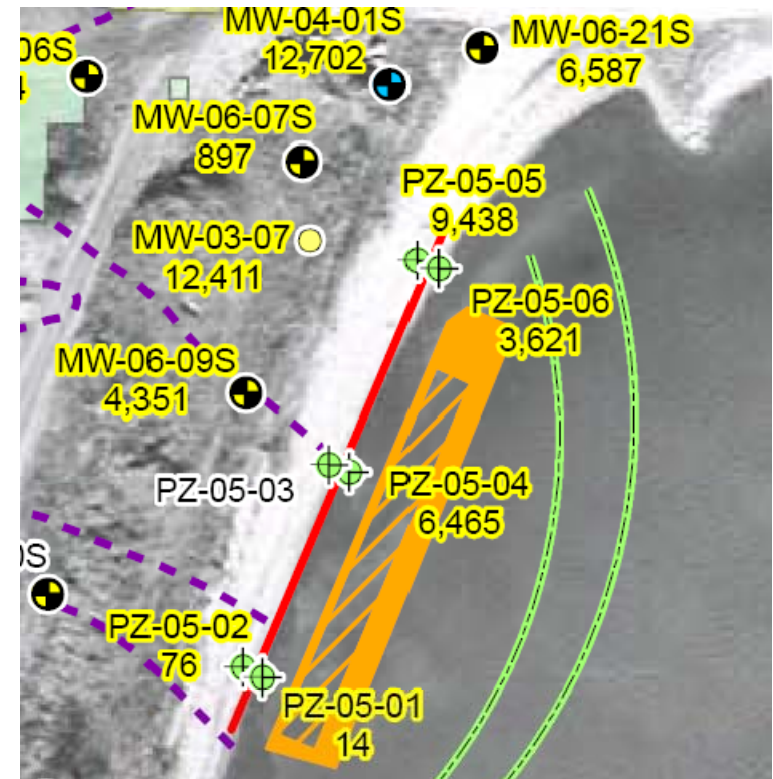 MW-04-01S
12,702
MW-06-21S
6,587
06S
MW-06-07S
897
PZ-05-05
9,438
MW-03-07
12,411
PZ-05-06
3,621
MW-06-09S
4,351
PZ-05-03
PZ-05-04
6,465
0S
PZ-05-02
76
PZ-05-01
14